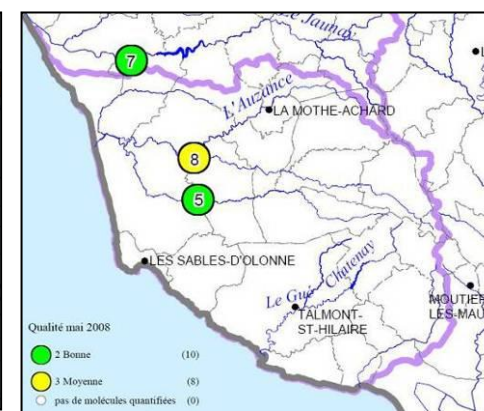 Le Jaunay
7
L'Auzance
LA MOTHE-ACHARD
8
5
LES SABLES-D'OLONNE
Le Gué Chatenay
TALMONT-
ST-HILAIRE
MOUTIER
LES-MAU
Qualité mai 2008
2 Bonne (10)
3 Moyenne (8)
pas de molécules quantifiées (0)